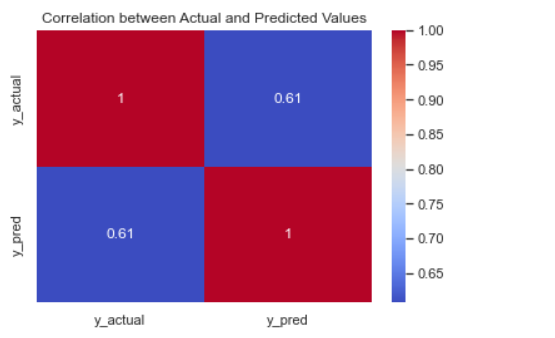 Correlation between Actual and Predicted Values
y_actual
1
0.61
y_pred
0.61
1
y_actual
y_pred
1.00
0.95
0.90
0.85
0.80
0.75
0.70
0.65